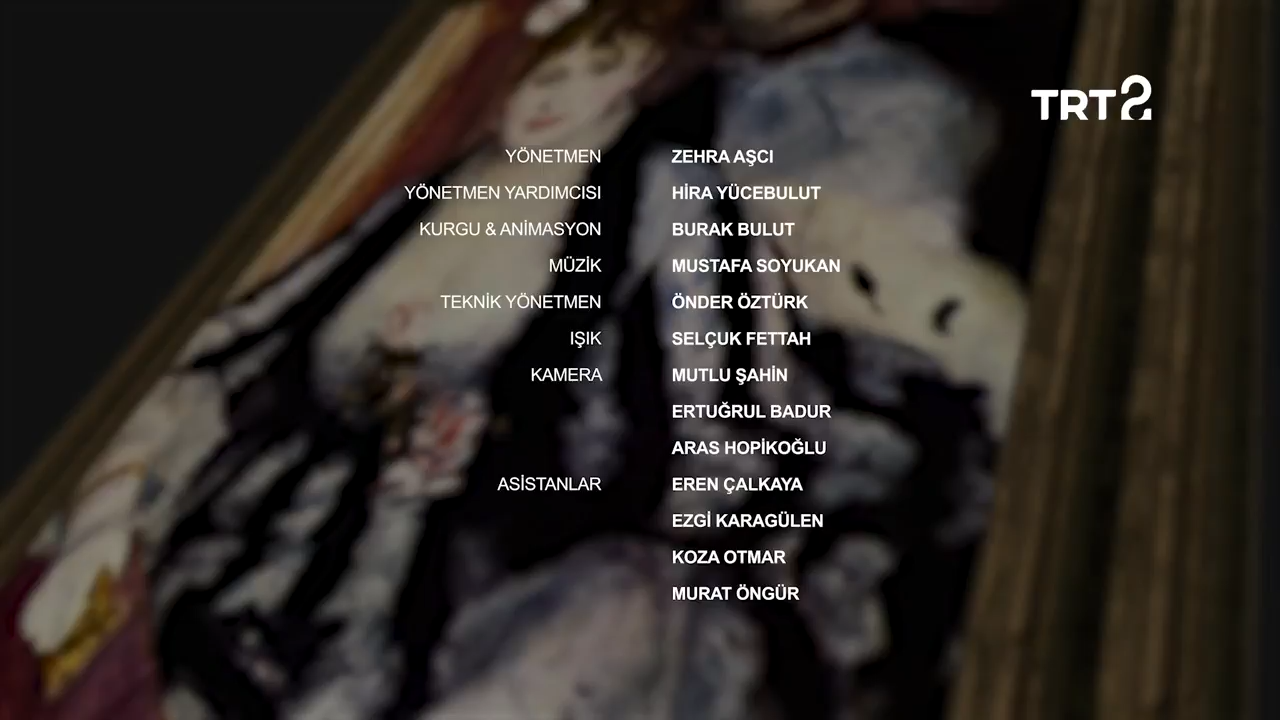 TRT2
YÖNETMEN ZEHRA AŞCI
YÖNETMEN YARDIMCISI HİRA YÜCEBULUT
KURGU & ANİMASYON BURAK BULUT
MÜZİK MUSTAFA SOYUKAN
TEKNİK YÖNETMEN ÖNDER ÖZTÜRK
IŞIK SELÇUK FETTAH
KAMERA MUTLU ŞAHİN
ERTUĞRUL BADUR
ARAS HOPİKOĞLU
ASİSTANLAR EREN ÇALKAYA
EZGİ KARAGÜLEN
KOZA OTMAR
MURAT ÖNGÜR